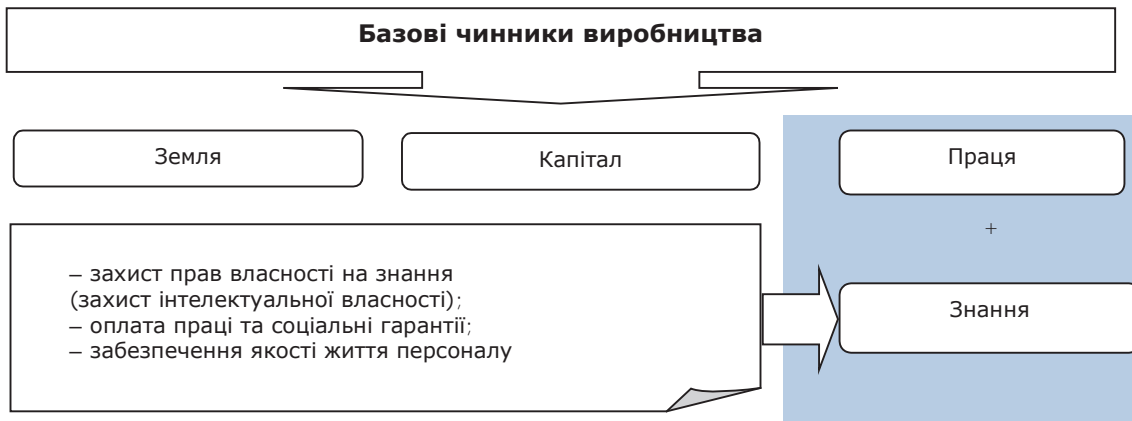 Базові чинники виробництва
Земля
Капітал
Праця
+
– захист прав власності на знання
(захист інтелектуальної власності);
– оплата праці та соціальні гарантії;
– забезпечення якості життя персоналу
Знання